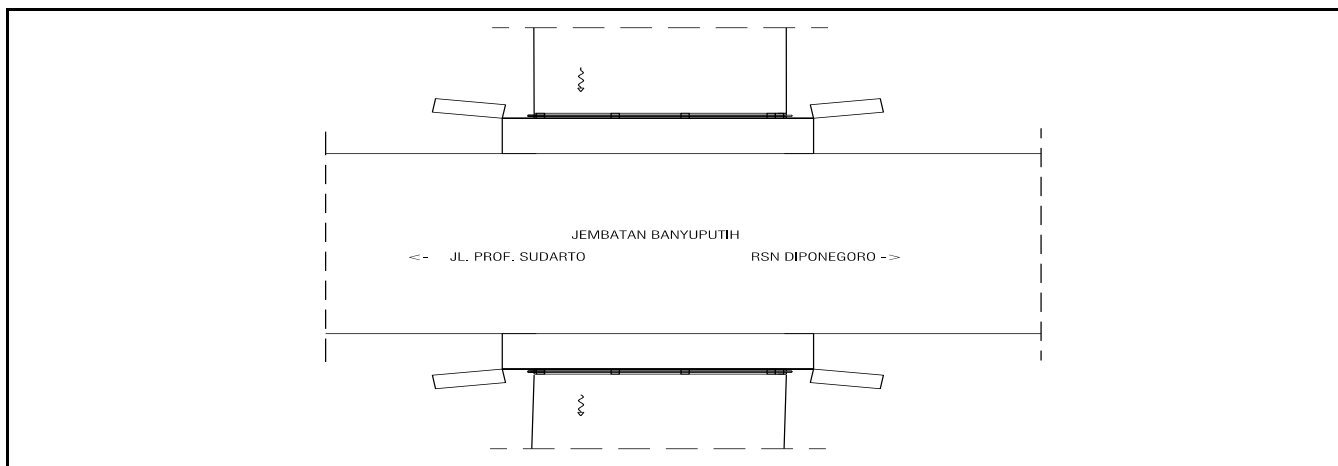 JEMBATAN BANYUPUTIH
<- JL. PROF. SUDARTO RSN DIPONEGORO ->